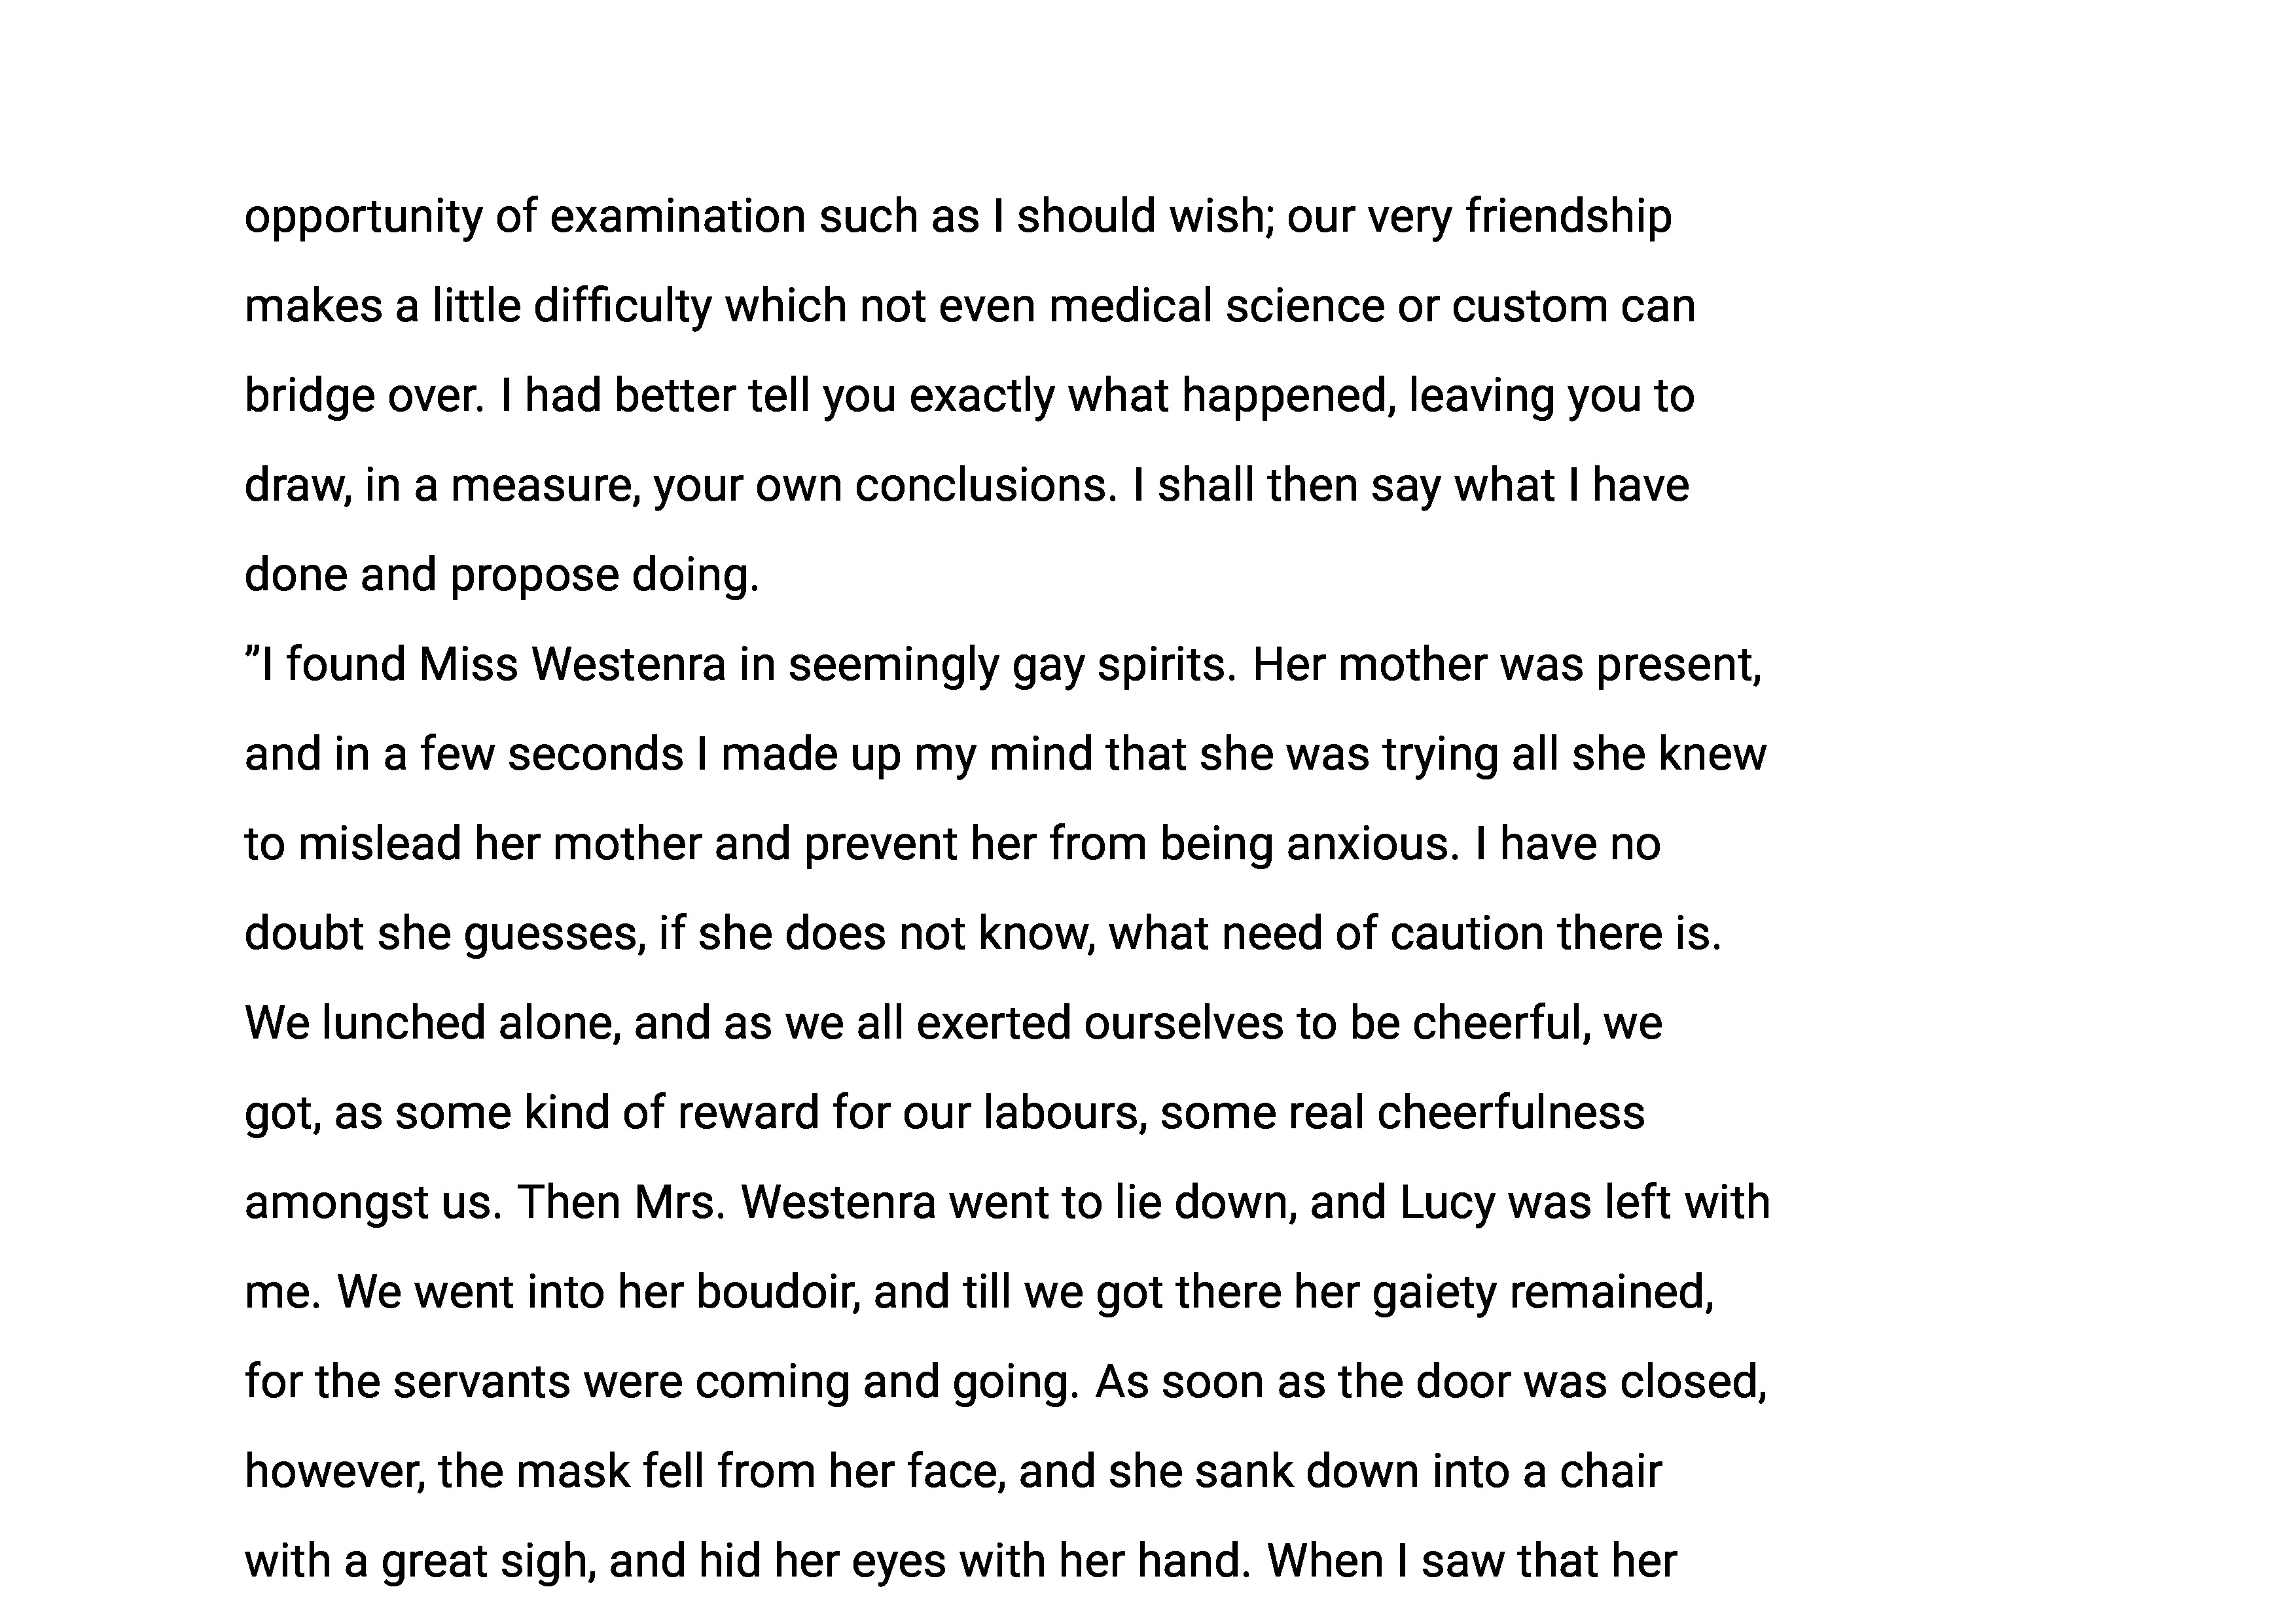 opportunity of examination such as I should wish; our very friendship
makes a little difficulty which not even medical science or custom can
bridge over. I had better tell you exactly what happened, leaving you to
draw, in a measure, your own conclusions. I shall then say what I have
done and propose doing.
”I found Miss Westenra in seemingly gay spirits. Her mother was present,
and in a few seconds I made up my mind that she was trying all she knew
to mislead her mother and prevent her from being anxious. I have no
doubt she guesses, if she does not know, what need of caution there is.
We lunched alone, and as we all exerted ourselves to be cheerful, we
got, as some kind of reward for our labours, some real cheerfulness
amongst us. Then Mrs. Westenra went to lie down, and Lucy was left with
me. We went into her boudoir, and till we got there her gaiety remained,
for the servants were coming and going. As soon as the door was closed,
however, the mask fell from her face, and she sank down into a chair
with a great sigh, and hid her eyes with her hand. When I saw that her